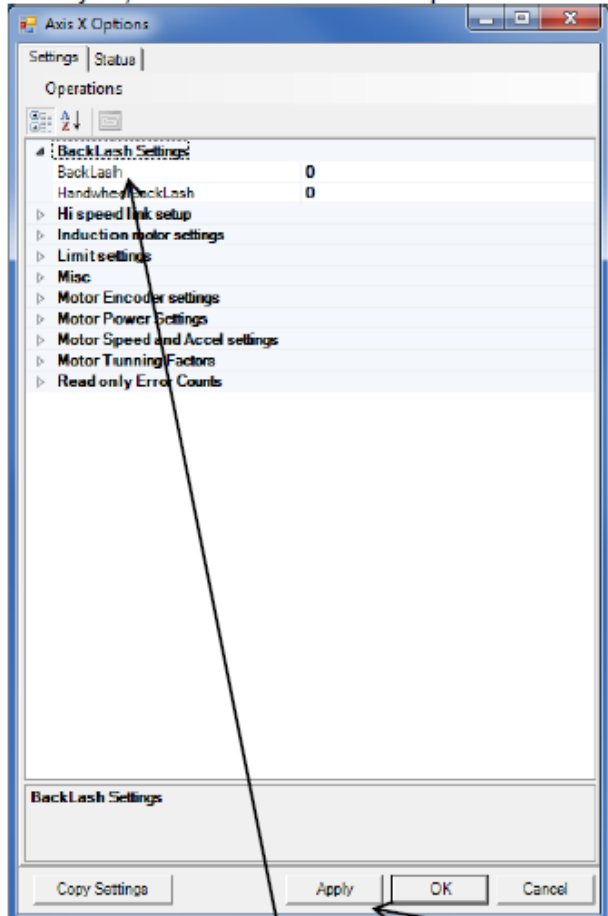 Axis X Options
Settings Status
Operations
BackLash Settings
BackLash 0
HandwheelBackLash 0
Hi speed link setup
Induction motor settings
Limit settings
Misc
Motor Encoder settings
Motor Power Settings
Motor Speed and Accel settings
Motor Tunning Factors
Read only Error Counts
BackLash Settings
Copy Settings Apply OK Cancel